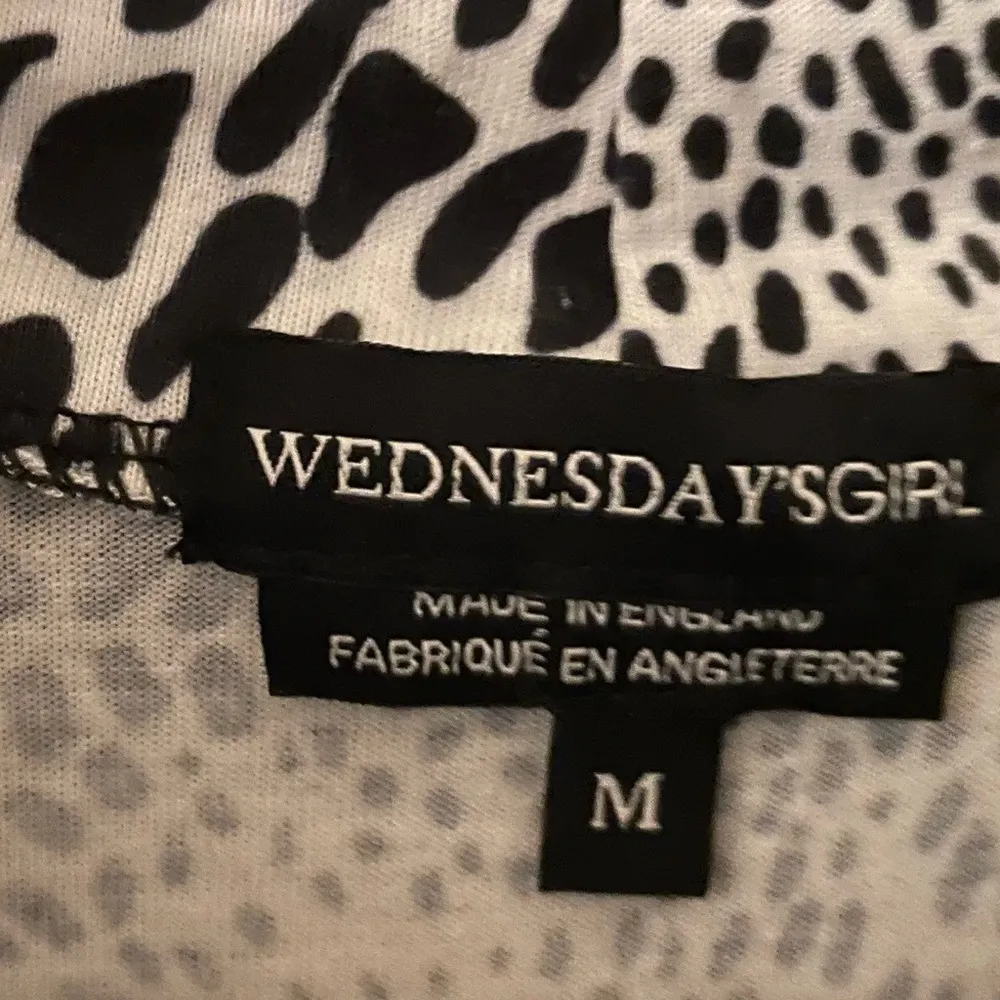 WEDNESDAY'SGIRL
MADE IN ENGLAND
FABRIQUÉ EN ANGLETERRE
M